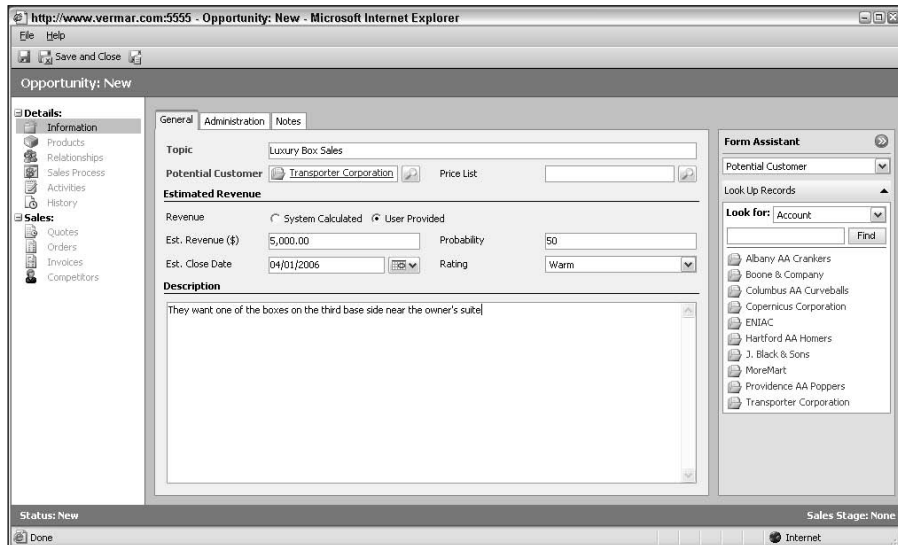 http://www.vermar.com:5555 - Opportunity: New - Microsoft Internet Explorer
File Help
Save and Close
Opportunity: New
Details:
Information
Products
Relationships
Sales Process
Activities
History
Sales:
Quotes
Orders
Invoices
Competitors
General Administration Notes
Topic Luxury Box Sales
Potential Customer Transporter Corporation Price List
Estimated Revenue
Revenue System Calculated User Provided
Est. Revenue ($) 5,000.00 Probability 50
Est. Close Date 04/01/2006 Rating Warm
Description
They want one of the boxes on the third base side near the owner's suite
Form Assistant
Potential Customer
Look Up Records
Look for: Account
Find
Albany AA Crankers
Boone & Company
Columbus AA Curveballs
Copernicus Corporation
ENIAC
Hartford AA Homers
J. Black & Sons
MoreMart
Providence AA Poppers
Transporter Corporation
Status: New Sales Stage: None
Done Internet